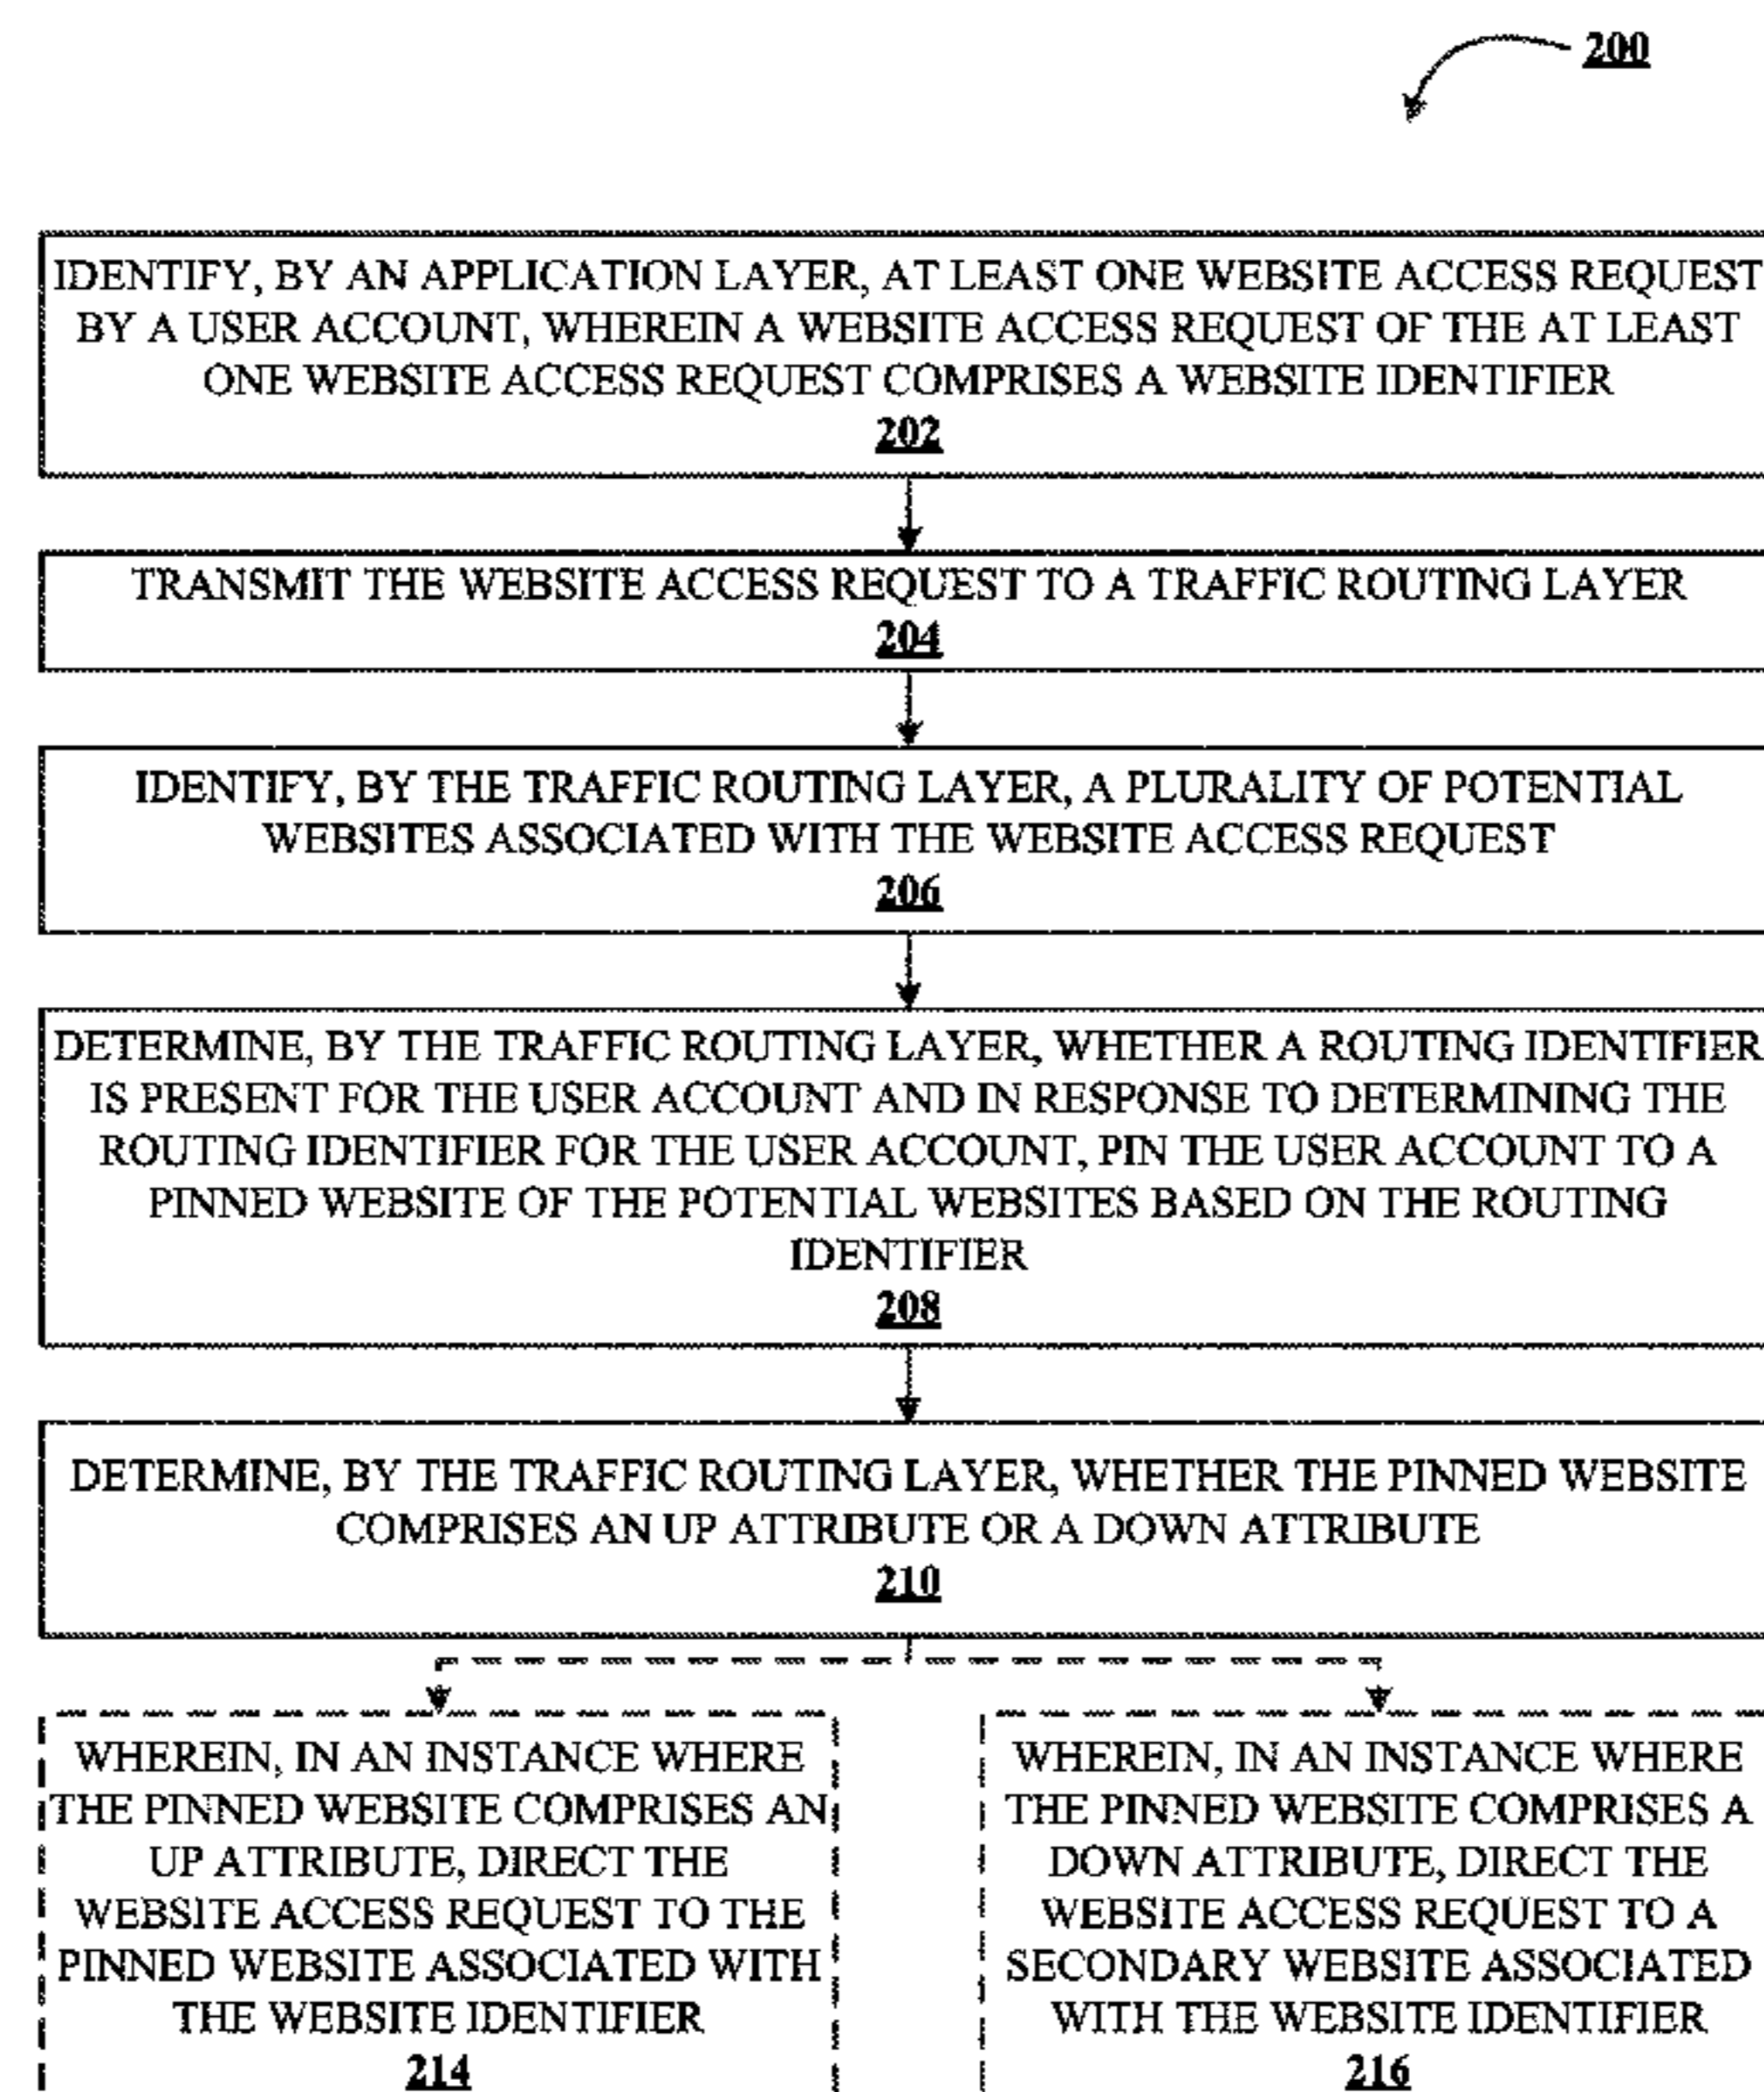 200
IDENTIFY, BY AN APPLICATION LAYER, AT LEAST ONE WEBSITE ACCESS REQUEST
BY A USER ACCOUNT, WHEREIN A WEBSITE ACCESS REQUEST OF THE AT LEAST
ONE WEBSITE ACCESS REQUEST COMPRISES A WEBSITE IDENTIFIER
202
TRANSMIT THE WEBSITE ACCESS REQUEST TO A TRAFFIC ROUTING LAYER
204
IDENTIFY, BY THE TRAFFIC ROUTING LAYER, A PLURALITY OF POTENTIAL
WEBSITES ASSOCIATED WITH THE WEBSITE ACCESS REQUEST
206
DETERMINE, BY THE TRAFFIC ROUTING LAYER, WHETHER A ROUTING IDENTIFIER
IS PRESENT FOR THE USER ACCOUNT AND IN RESPONSE TO DETERMINING THE
ROUTING IDENTIFIER FOR THE USER ACCOUNT, PIN THE USER ACCOUNT TO A
PINNED WEBSITE OF THE POTENTIAL WEBSITES BASED ON THE ROUTING
IDENTIFIER
208
DETERMINE, BY THE TRAFFIC ROUTING LAYER, WHETHER THE PINNED WEBSITE
COMPRISES AN UP ATTRIBUTE OR A DOWN ATTRIBUTE
210
WHEREIN, IN AN INSTANCE WHERE
THE PINNED WEBSITE COMPRISES AN
UP ATTRIBUTE, DIRECT THE
WEBSITE ACCESS REQUEST TO THE
PINNED WEBSITE ASSOCIATED WITH
THE WEBSITE IDENTIFIER
214
WHEREIN, IN AN INSTANCE WHERE
THE PINNED WEBSITE COMPRISES A
DOWN ATTRIBUTE, DIRECT THE
WEBSITE ACCESS REQUEST TO A
SECONDARY WEBSITE ASSOCIATED
WITH THE WEBSITE IDENTIFIER
216